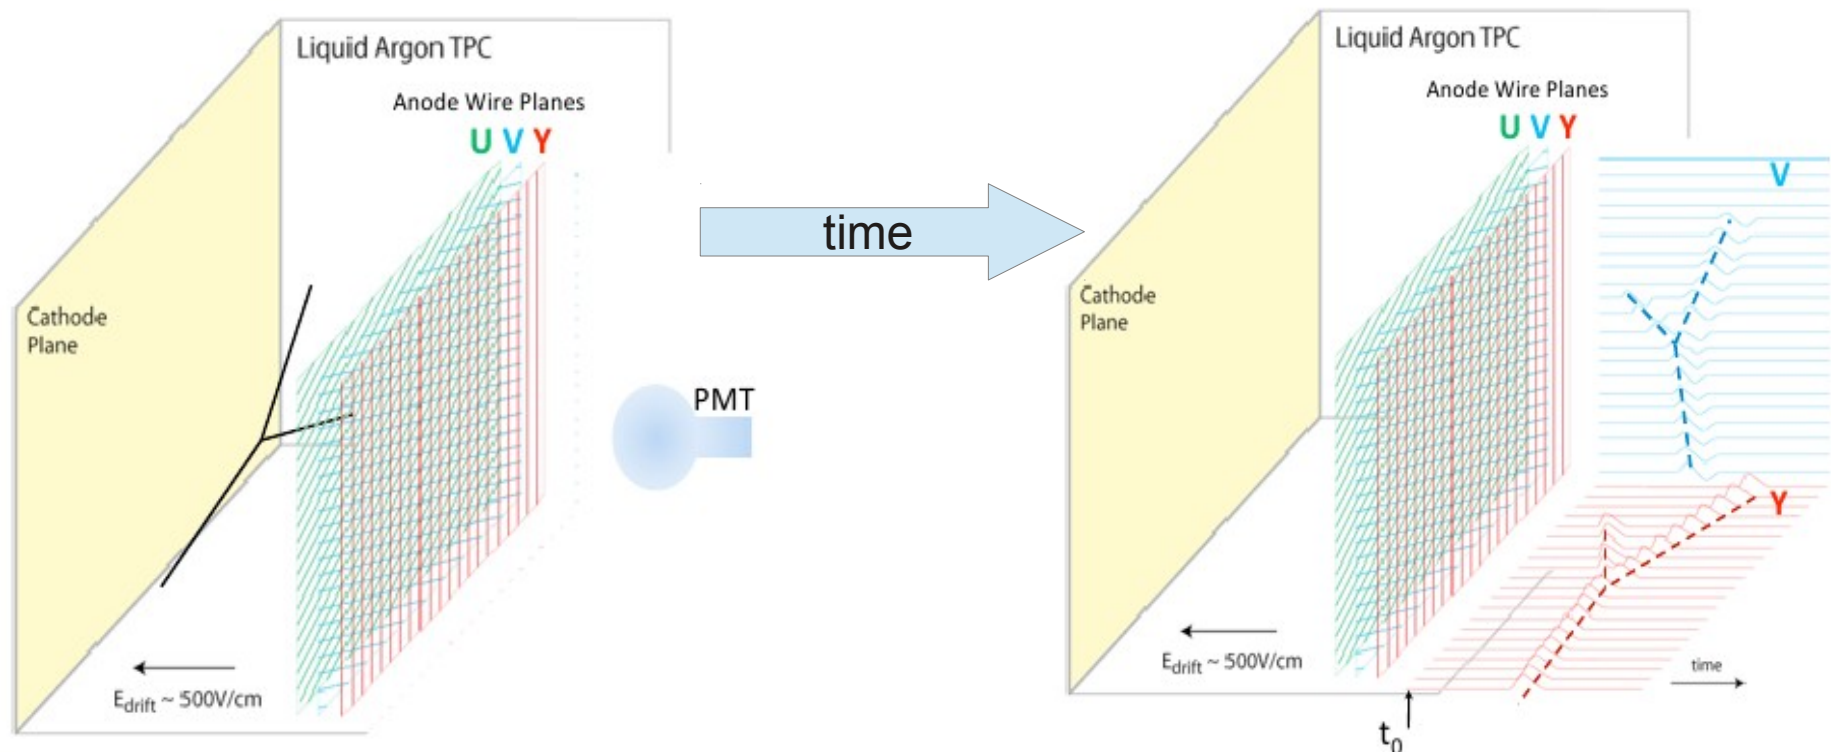 Liquid Argon TPC
Anode Wire Planes
U V Y
Cathode
Plane
PMT
E_drift ~ 500V/cm
time
Liquid Argon TPC
Anode Wire Planes
U V Y
V
Cathode
Plane
Y
E_drift ~ 500V/cm
time
t_0